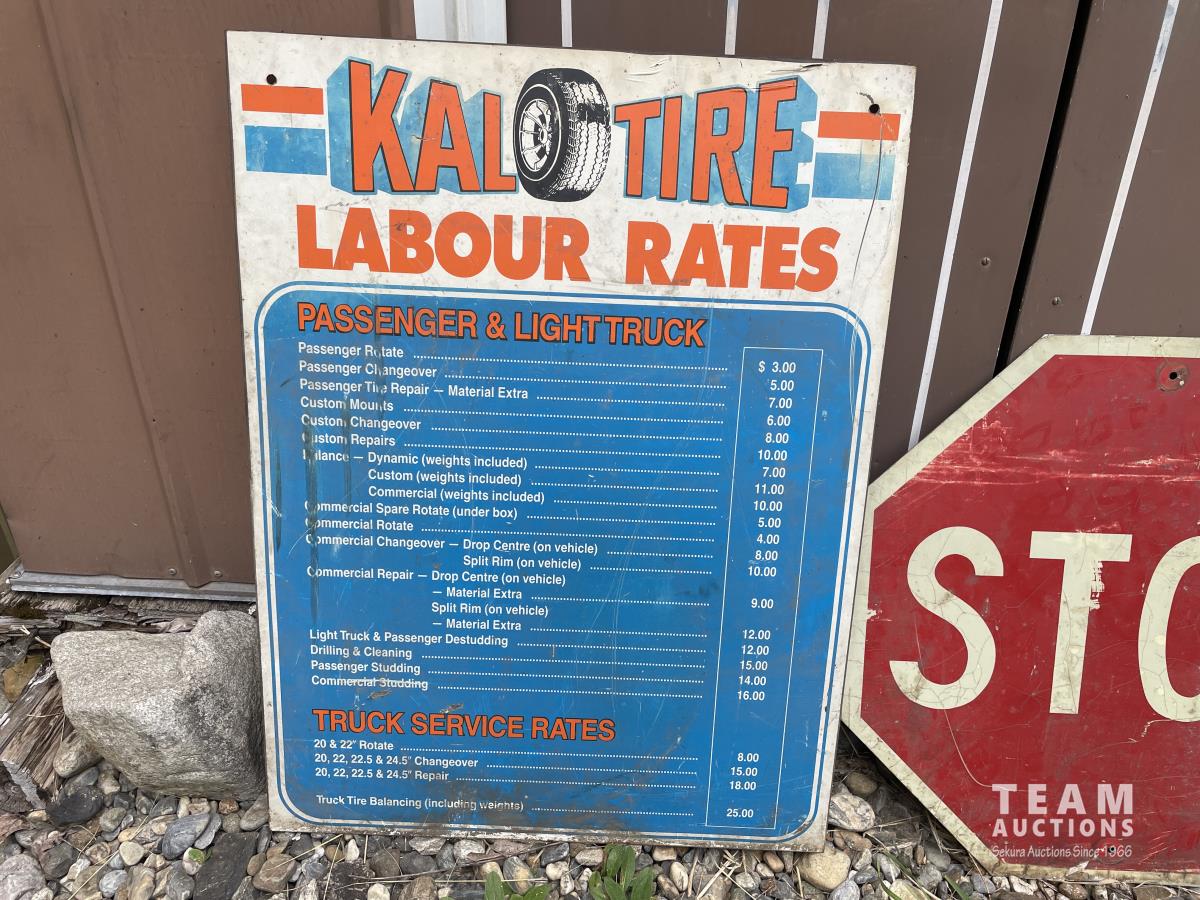 KAL TIRE
LABOUR RATES
PASSENGER & LIGHT TRUCK
Passenger Rotate $ 3.00
Passenger Changeover 5.00
Passenger Tire Repair — Material Extra 7.00
Custom Mounts 6.00
Custom Changeover 8.00
Custom Repairs 10.00
Balance — Dynamic (weights included) 7.00
Custom (weights included) 11.00
Commercial (weights included) 10.00
Commercial Spare Rotate (under box) 5.00
Commercial Rotate 4.00
Commercial Changeover — Drop Centre (on vehicle) 8.00
Split Rim (on vehicle) 10.00
Commercial Repair — Drop Centre (on vehicle)
— Material Extra 9.00
Split Rim (on vehicle)
— Material Extra 12.00
Light Truck & Passenger Destudding 12.00
Drilling & Cleaning 15.00
Passenger Studding 14.00
Commercial Studding 16.00
TRUCK SERVICE RATES
20 & 22" Rotate 8.00
20, 22, 22.5 & 24.5" Changeover 15.00
20, 22, 22.5 & 24.5" Repair 18.00
Truck Tire Balancing (including weights) 25.00
STO
TEAM
AUCTIONS
Sekura Auctions Since 1966